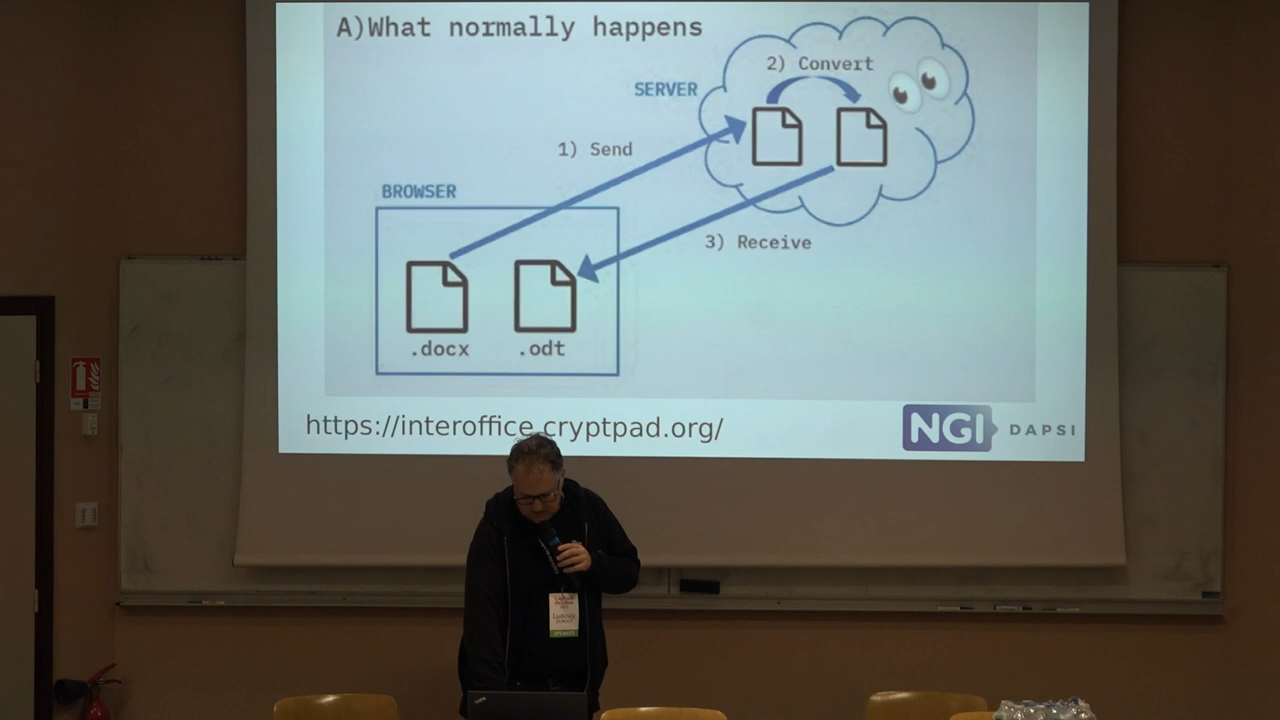 A)What normally happens
2) Convert
SERVER
1) Send
BROWSER
3) Receive
.docx
.odt
https://interoffice.cryptpad.org/
NGI DAPSI